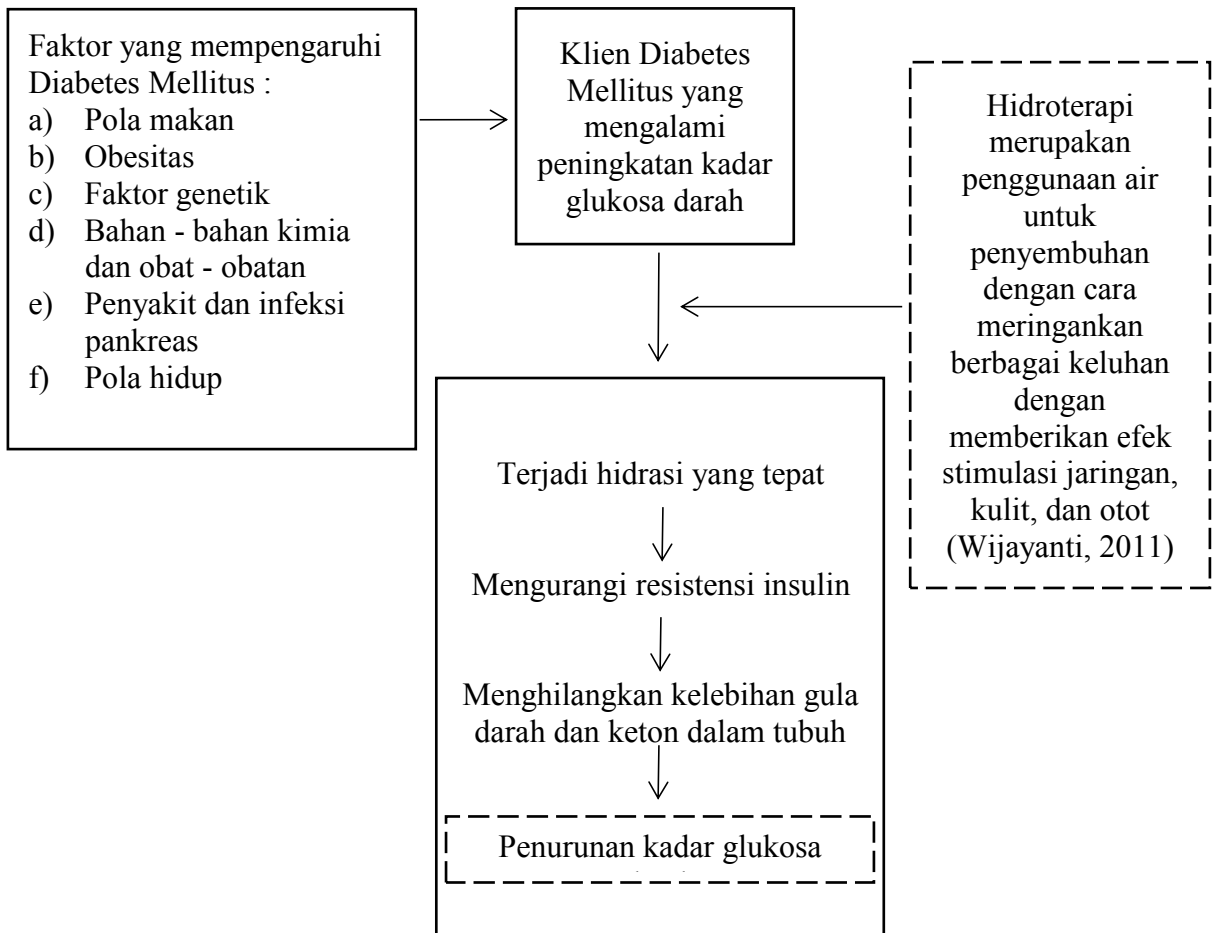 Faktor yang mempengaruhi
Diabetes Mellitus :
a) Pola makan
b) Obesitas
c) Faktor genetik
d) Bahan - bahan kimia
dan obat - obatan
e) Penyakit dan infeksi
pankreas
f) Pola hidup
Klien Diabetes
Mellitus yang
mengalami
peningkatan kadar
glukosa darah
Hidroterapi
merupakan
penggunaan air
untuk
penyembuhan
dengan cara
meringankan
berbagai keluhan
dengan
memberikan efek
stimulasi jaringan,
kulit, dan otot
(Wijayanti, 2011)
Terjadi hidrasi yang tepat
Mengurangi resistensi insulin
Menghilangkan kelebihan gula
darah dan keton dalam tubuh
Penurunan kadar glukosa